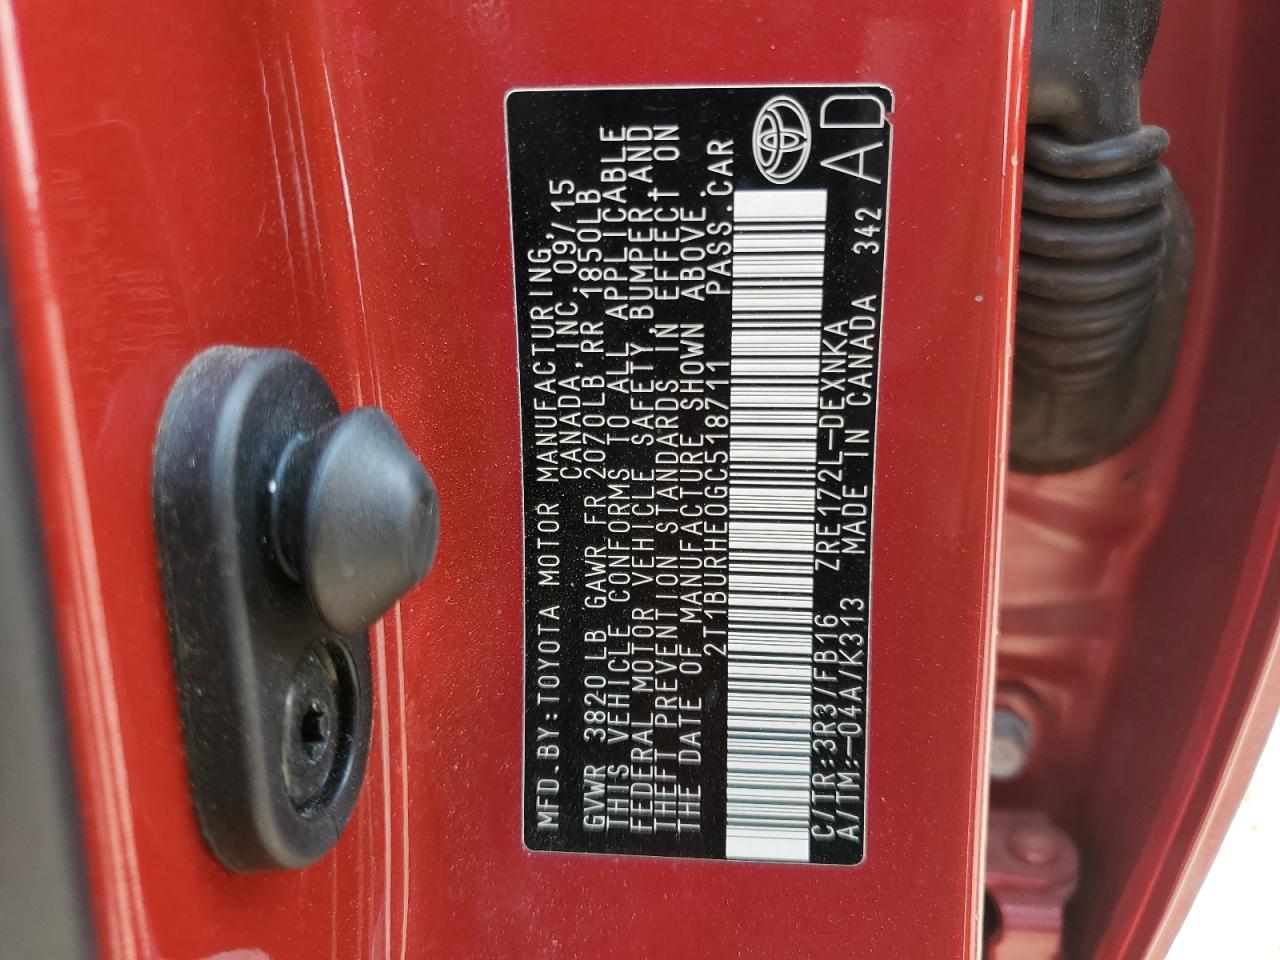 MFD.BY:TOYOTA MOTOR MANUFACTURING,
CANADA,INC. 09/15
GVWR 3820LB GAWR FR 2070LB RR 1850LB
THIS VEHICLE CONFORMS TO ALL APPLICABLE
FEDERAL MOTOR VEHICLE SAFETY,BUMPER,AND
THEFT PREVENTION STANDARDS IN EFFECT ON
THE DATE OF MANUFACTURE SHOWN ABOVE.
2T1BURHE0GC518711 PASS.CAR
C/TR:3R3/FB16 ZRE172L-DEXNKA
A/TM:-04A/K313 MADE IN CANADA 342
AD